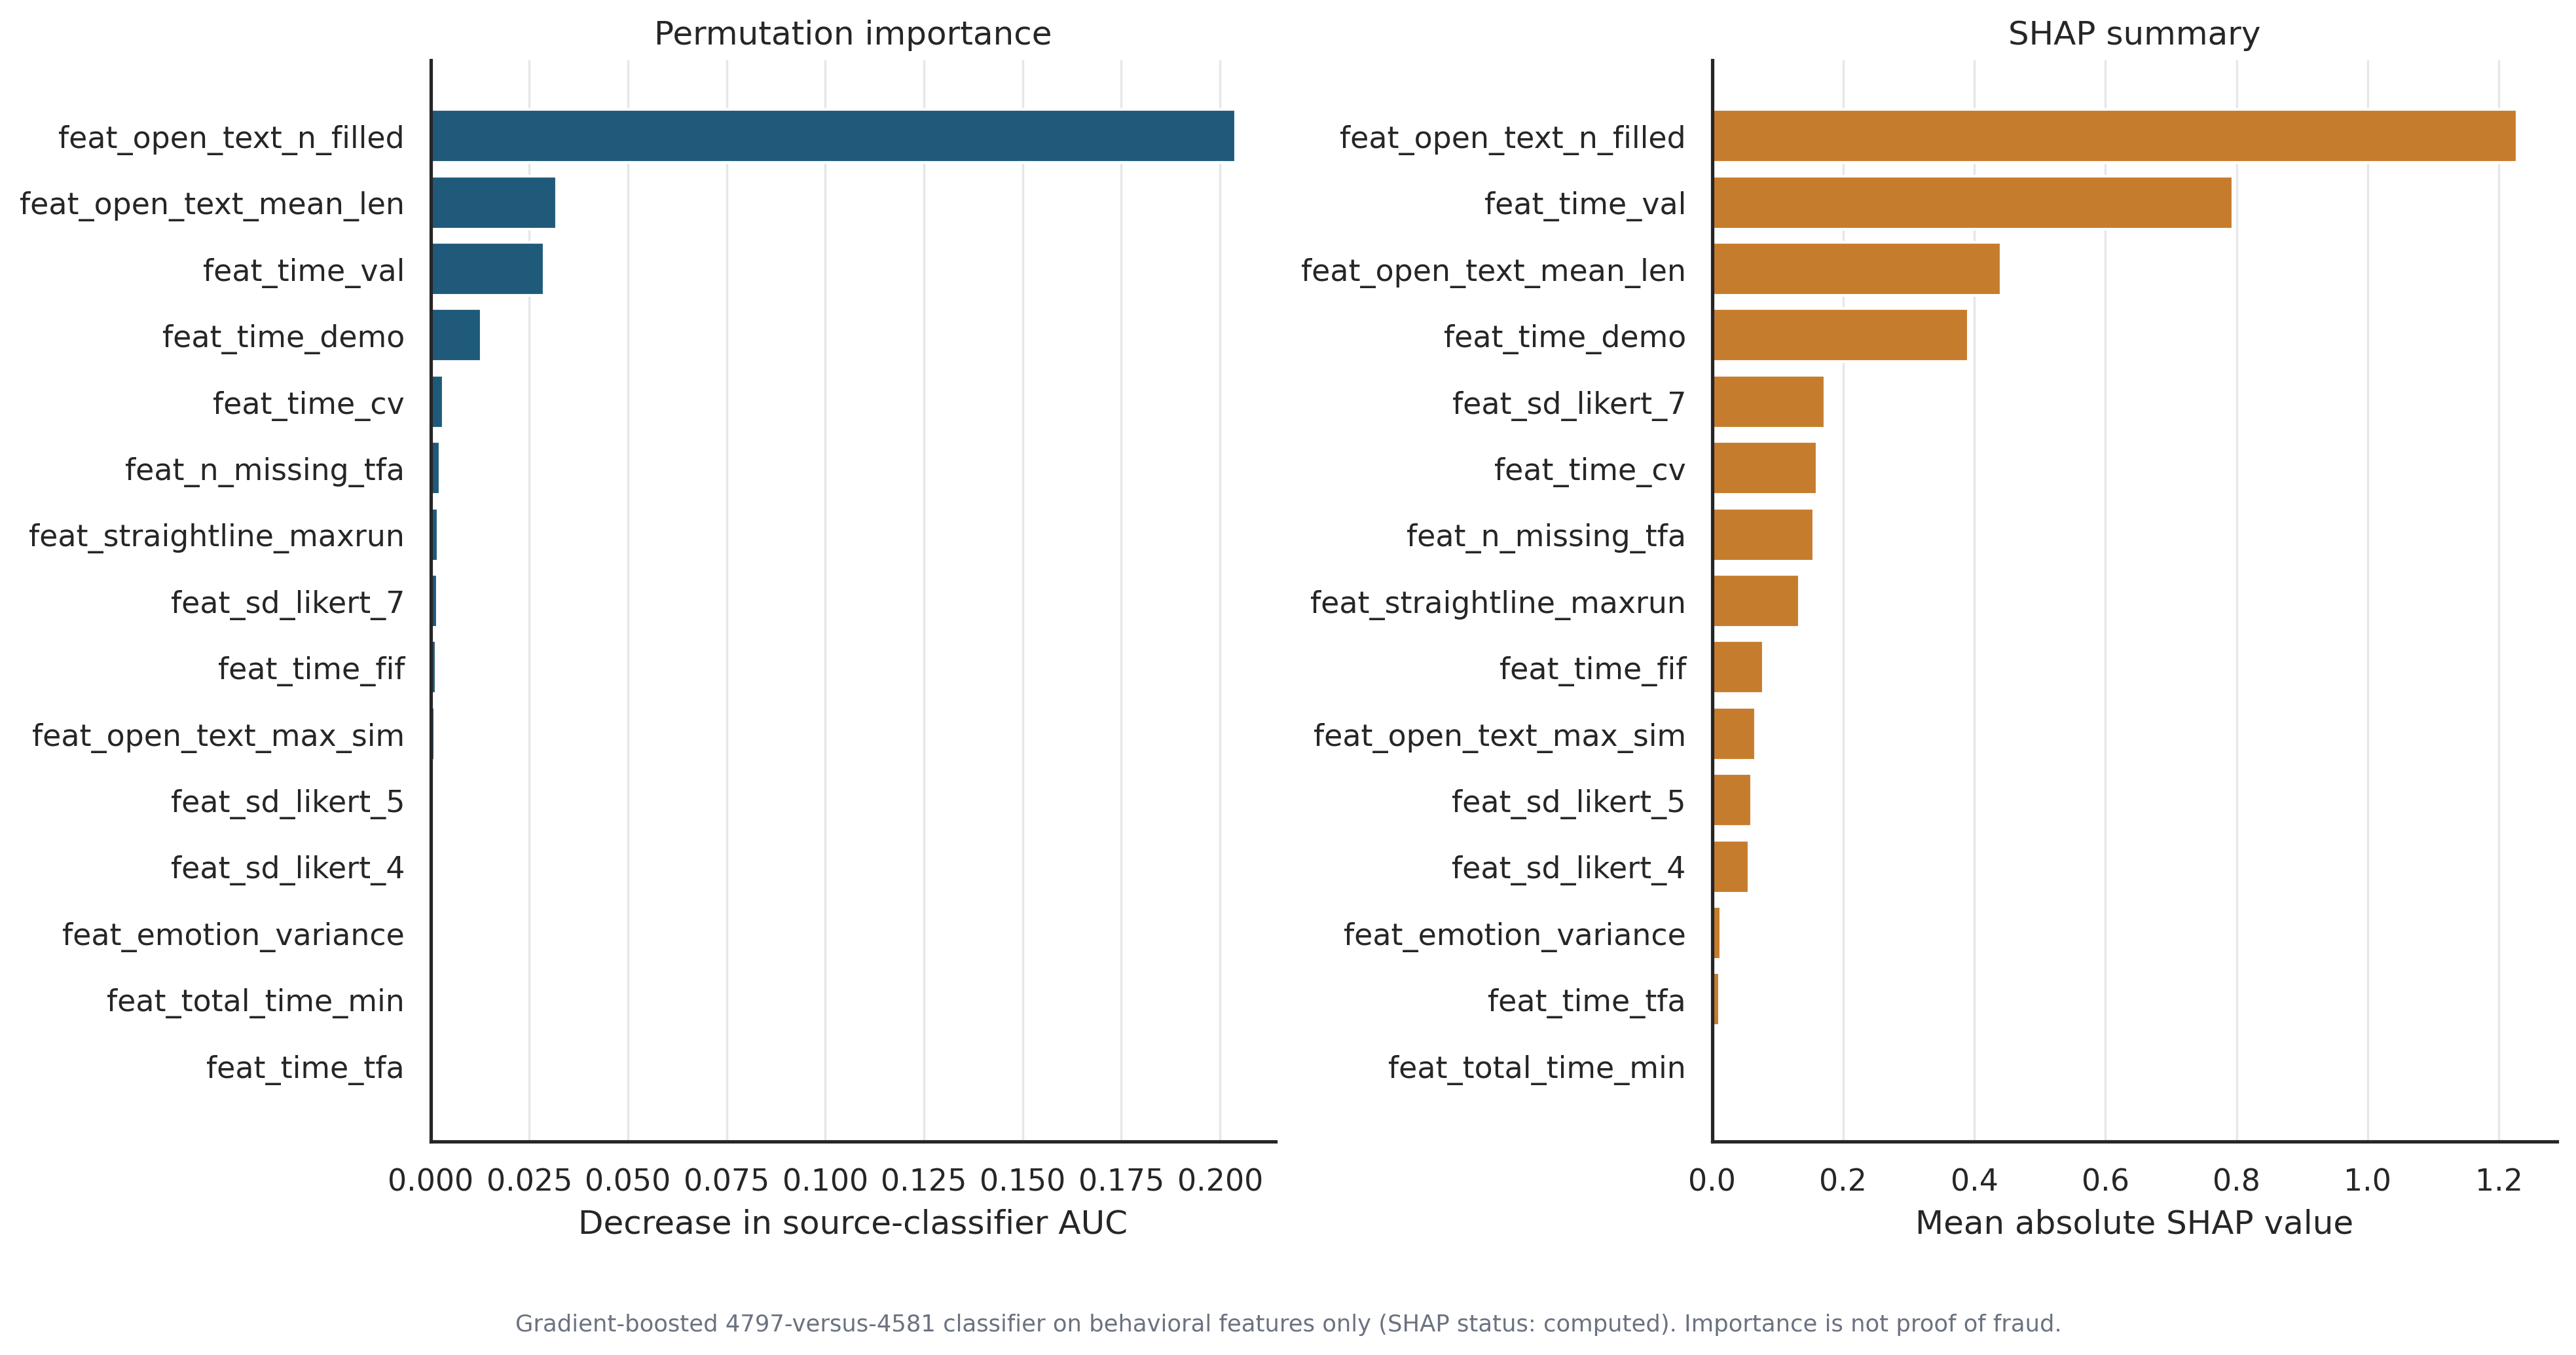 Permutation importance
feat_open_text_n_filled
feat_open_text_mean_len
feat_time_val
feat_time_demo
feat_time_cv
feat_n_missing_tfa
feat_straightline_maxrun
feat_sd_likert_7
feat_time_fif
feat_open_text_max_sim
feat_sd_likert_5
feat_sd_likert_4
feat_emotion_variance
feat_total_time_min
feat_time_tfa
0.000 0.025 0.050 0.075 0.100 0.125 0.150 0.175 0.200
Decrease in source-classifier AUC
SHAP summary
feat_open_text_n_filled
feat_time_val
feat_open_text_mean_len
feat_time_demo
feat_sd_likert_7
feat_time_cv
feat_n_missing_tfa
feat_straightline_maxrun
feat_time_fif
feat_open_text_max_sim
feat_sd_likert_5
feat_sd_likert_4
feat_emotion_variance
feat_time_tfa
feat_total_time_min
0.0 0.2 0.4 0.6 0.8 1.0 1.2
Mean absolute SHAP value
Gradient-boosted 4797-versus-4581 classifier on behavioral features only (SHAP status: computed). Importance is not proof of fraud.